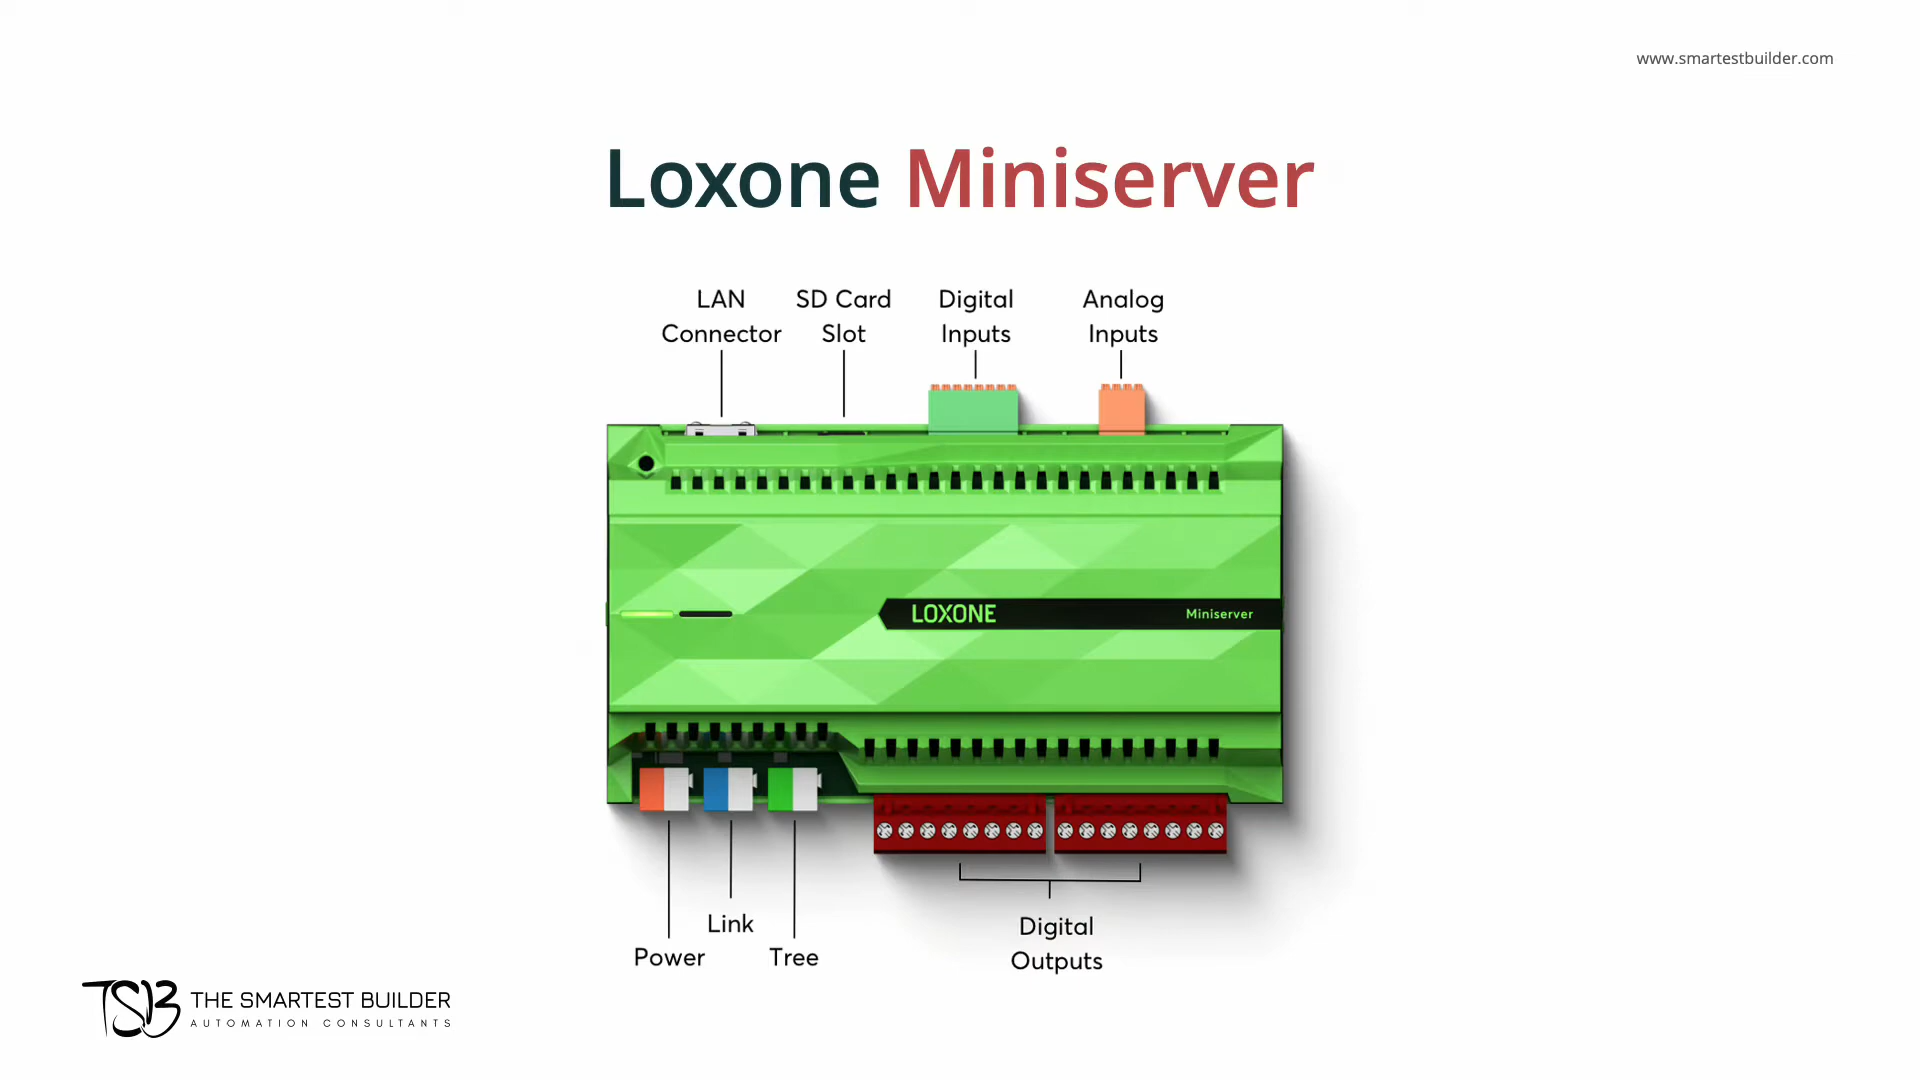 www.smartestbuilder.com
Loxone Miniserver
LAN
Connector
SD Card
Slot
Digital
Inputs
Analog
Inputs
LOXONE
Miniserver
Link
Power
Tree
Digital
Outputs
TSB
THE SMARTEST BUILDER
AUTOMATION CONSULTANTS